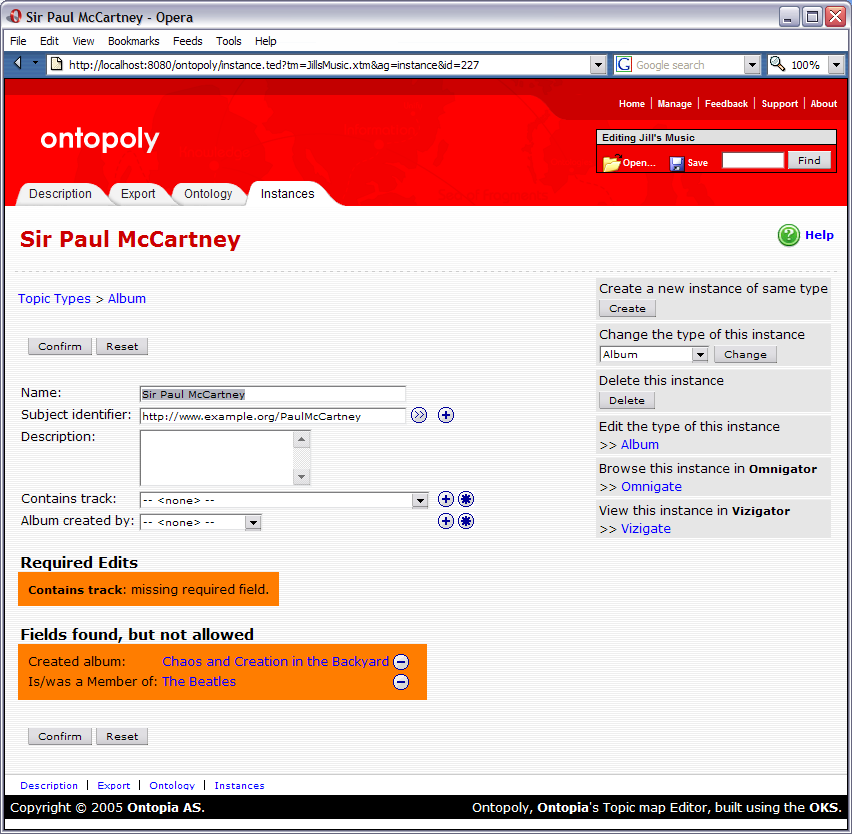 Sir Paul McCartney - Opera
File Edit View Bookmarks Feeds Tools Help
http://localhost:8080/ontopoly/instance.ted?tm=JillsMusic.xtm&ag=instance&id=227 G Google search 100%
Home | Manage | Feedback | Support | About
ontopoly
Editing Jill's Music
Open... Save Find
Description Export Ontology Instances
Sir Paul McCartney
? Help
Topic Types > Album
Confirm Reset
Name: Sir Paul McCartney
Subject identifier: http://www.example.org/PaulMcCartney
Description:
Contains track: -- <none> --
Album created by: -- <none> --
Create a new instance of same type
Create
Change the type of this instance
Album Change
Delete this instance
Delete
Edit the type of this instance
>> Album
Browse this instance in Omnigator
>> Omnigate
View this instance in Vizigator
>> Vizigate
Required Edits
Contains track: missing required field.
Fields found, but not allowed
Created album: Chaos and Creation in the Backyard
Is/was a Member of: The Beatles
Confirm Reset
Description | Export | Ontology | Instances
Copyright © 2005 Ontopia AS. Ontopoly, Ontopia's Topic map Editor, built using the OKS.